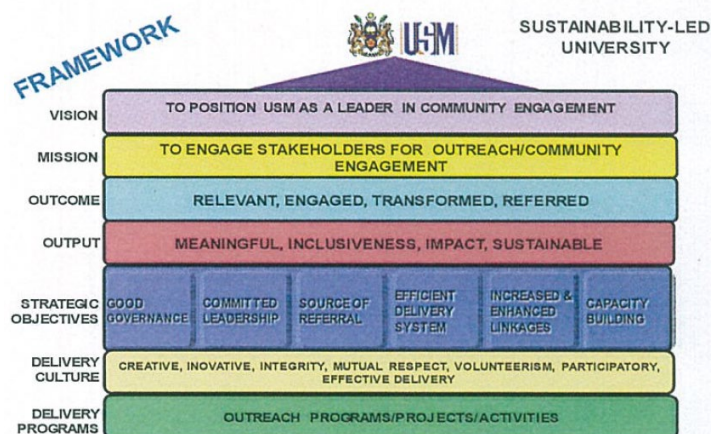 FRAMEWORK
USM
SUSTAINABILITY-LED
UNIVERSITY
VISION
TO POSITION USM AS A LEADER IN COMMUNITY ENGAGEMENT
MISSION
TO ENGAGE STAKEHOLDERS FOR OUTREACH/COMMUNITY
ENGAGEMENT
OUTCOME
RELEVANT, ENGAGED, TRANSFORMED, REFERRED
OUTPUT
MEANINGFUL, INCLUSIVENESS, IMPACT, SUSTAINABLE
STRATEGIC
OBJECTIVES
GOOD
GOVERNANCE
COMMITTED
LEADERSHIP
SOURCE OF
REFERRAL
EFFICIENT
DELIVERY
SYSTEM
INCREASED &
ENHANCED
LINKAGES
CAPACITY
BUILDING
DELIVERY
CULTURE
CREATIVE, INOVATIVE, INTEGRITY, MUTUAL RESPECT, VOLUNTEERISM, PARTICIPATORY,
EFFECTIVE DELIVERY
DELIVERY
PROGRAMS
OUTREACH PROGRAMS/PROJECTS/ACTIVITIES